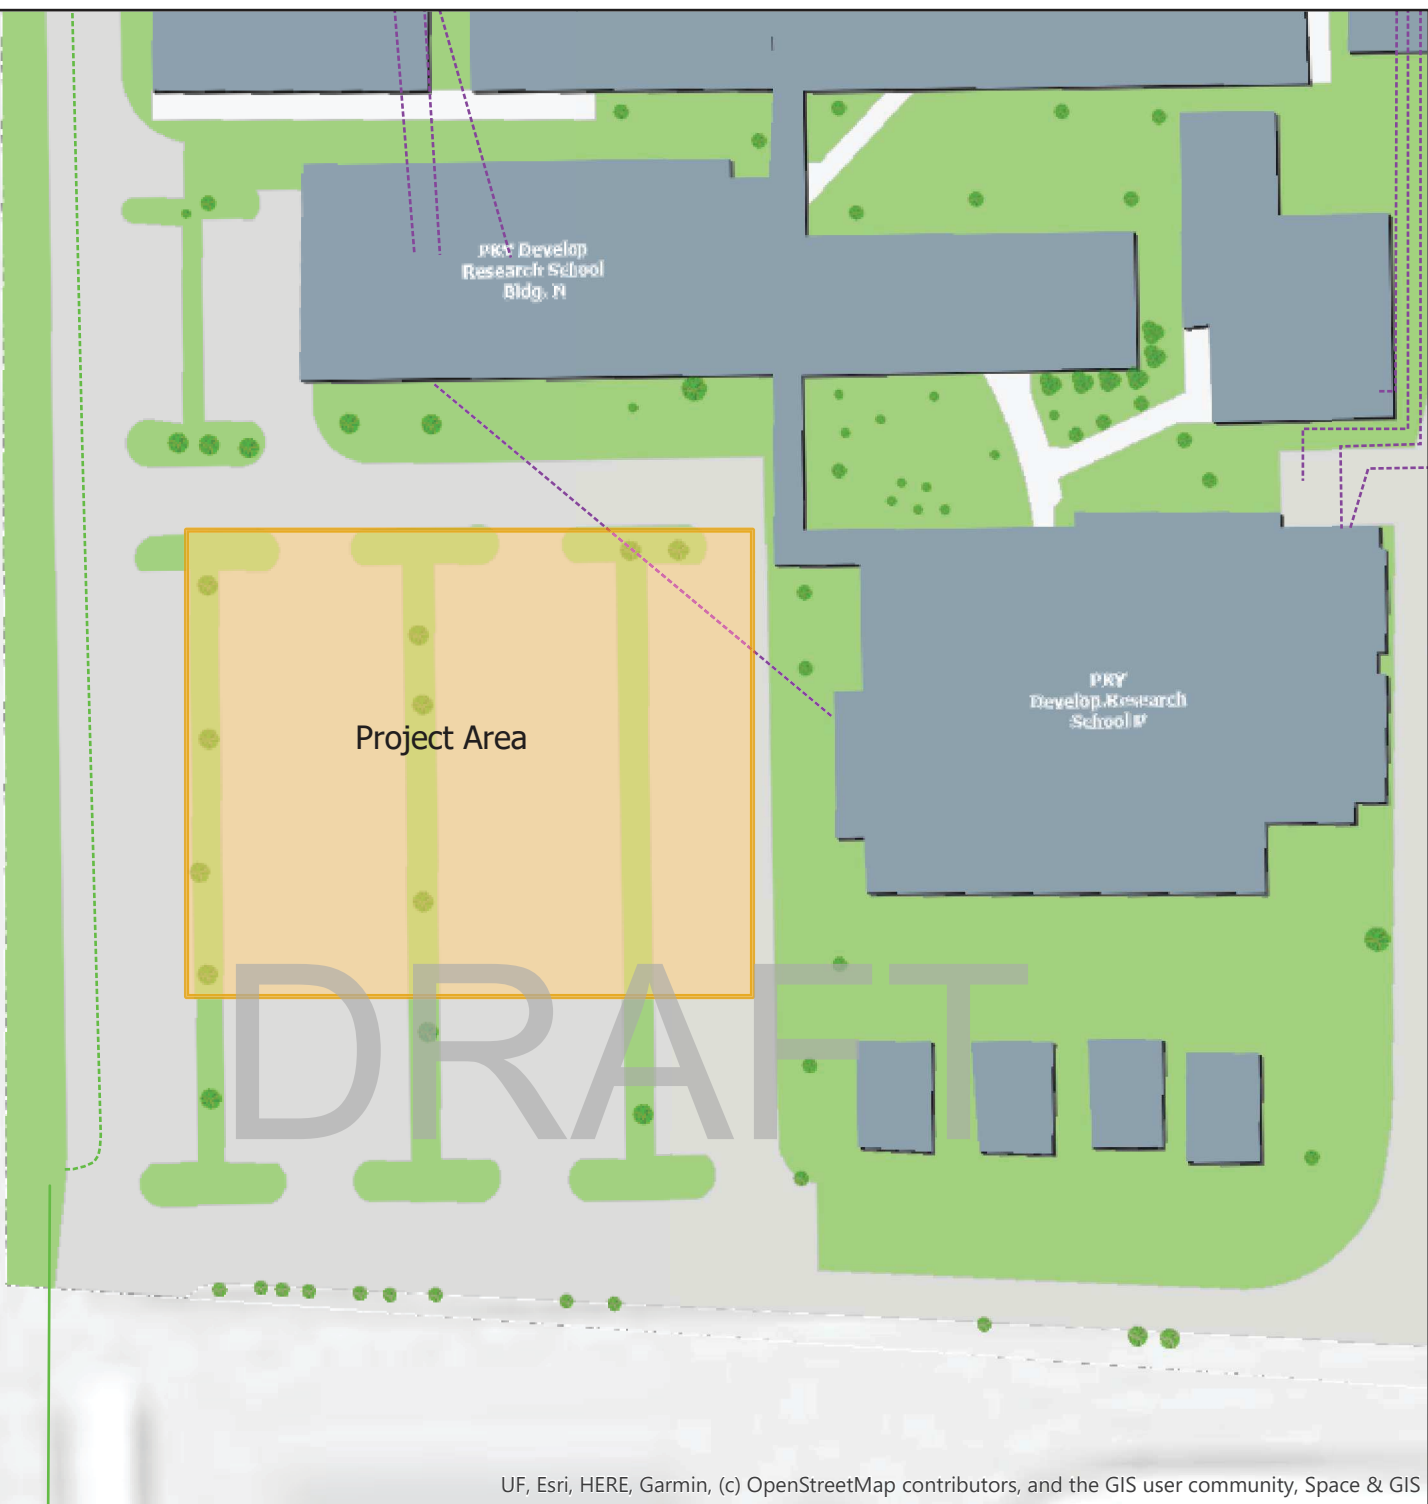 PKY Develop
Research School
Bldg. N
PKY
Develop.Research
School
Project Area
DRAFT
UF, Esri, HERE, Garmin, (c) OpenStreetMap contributors, and the GIS user community, Space & GIS